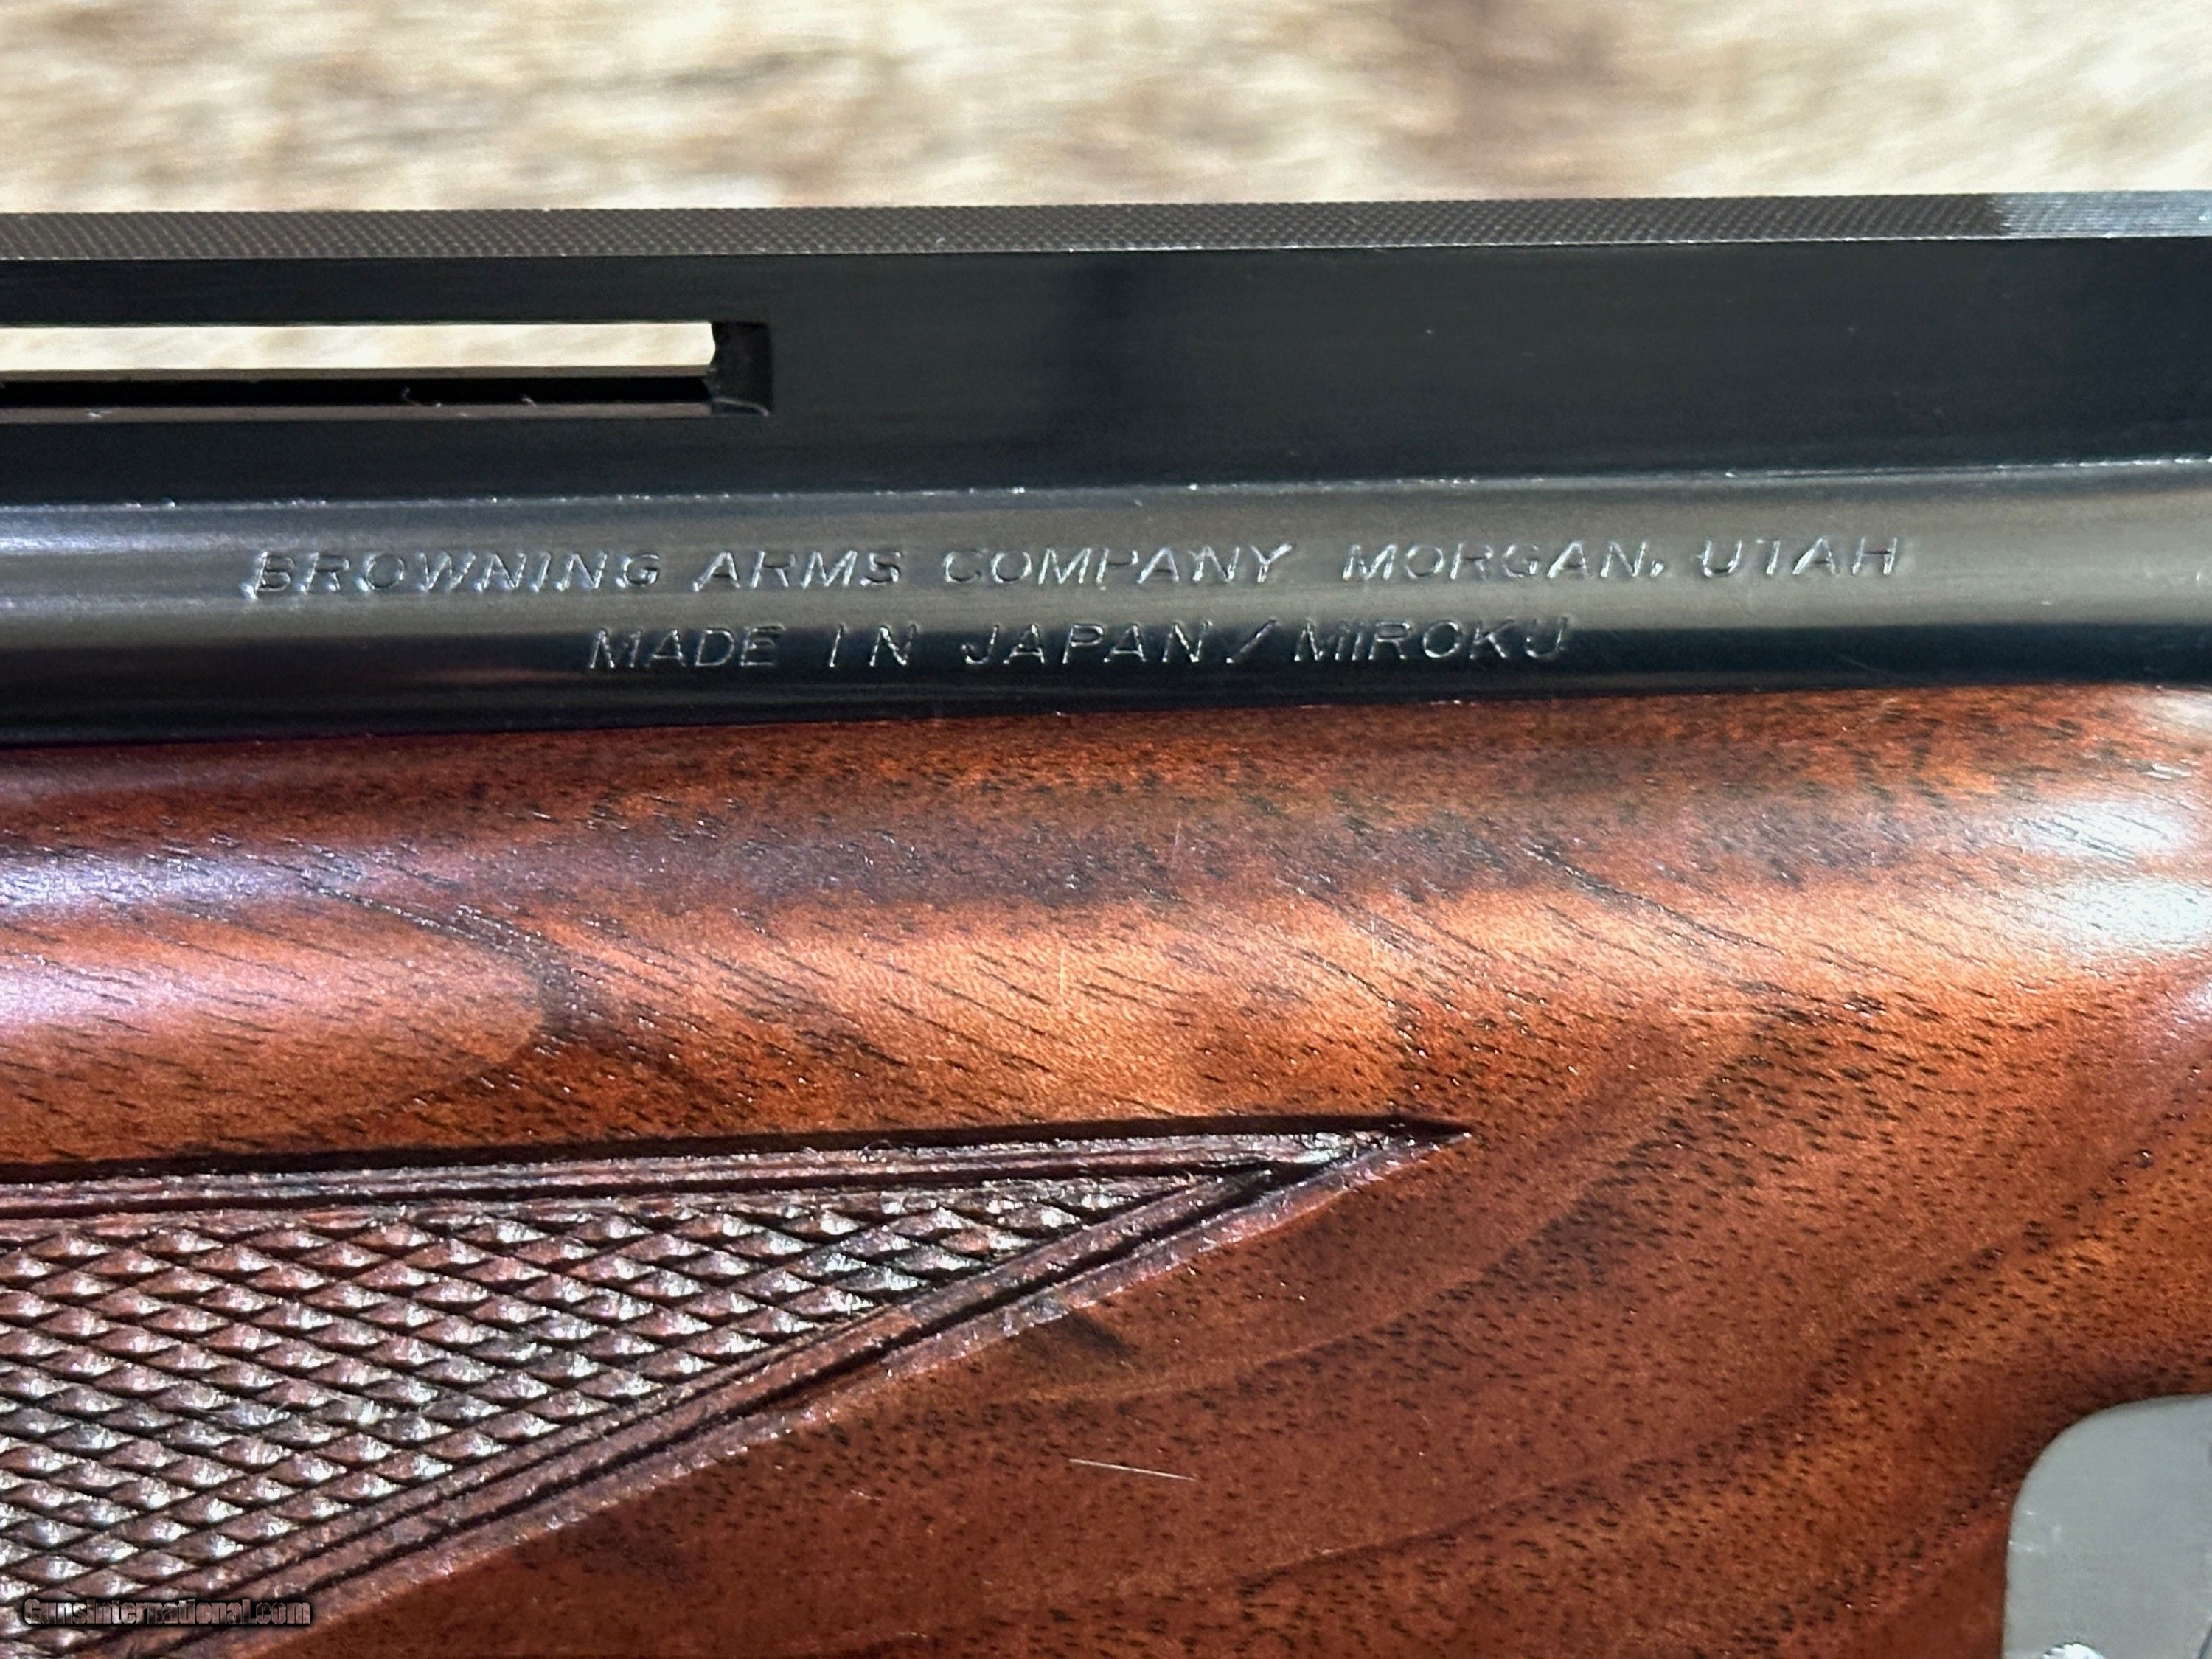 BROWNING ARMS COMPANY MORGAN, UTAH
MADE IN JAPAN/MIROKU
GunsInternational.com